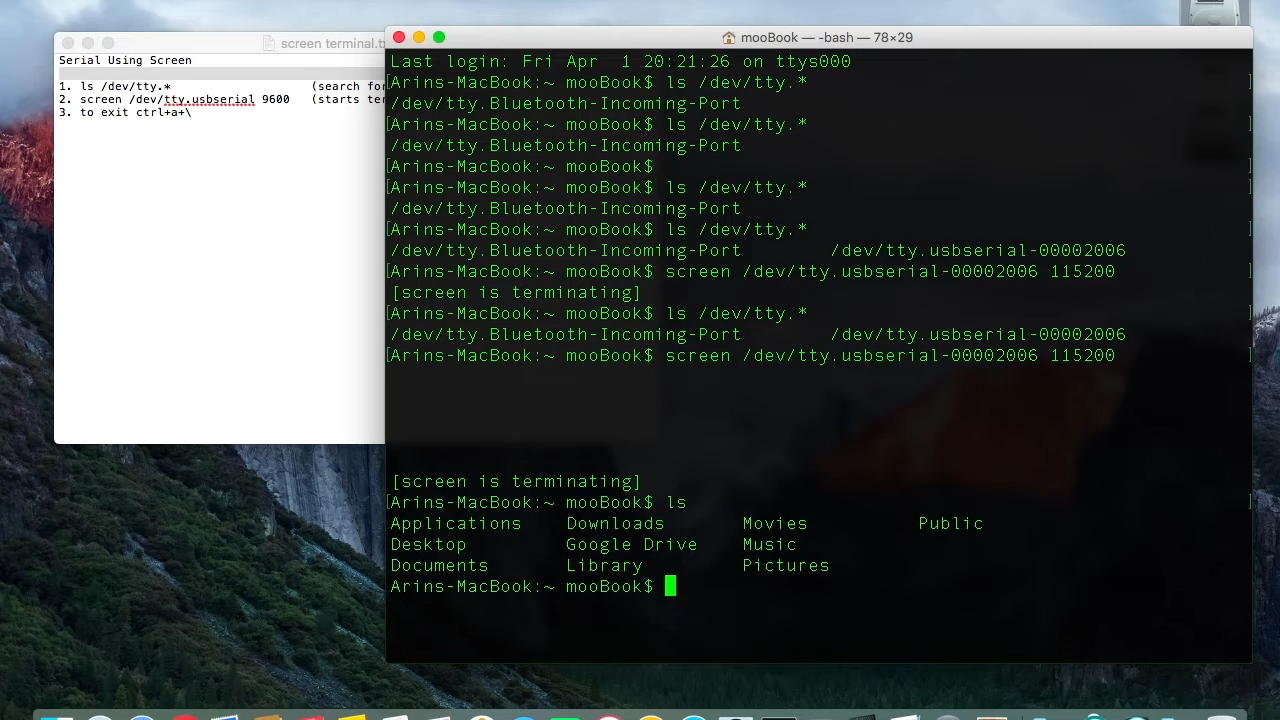 screen terminal.t
Serial Using Screen
1. ls /dev/tty.* (search for
2. screen /dev/tty.usbserial 9600 (starts ter
3. to exit ctrl+a+\
mooBook — -bash — 78×29
Last login: Fri Apr  1 20:21:26 on ttys000
[Arins-MacBook:~ mooBook$ ls /dev/tty.* ]
/dev/tty.Bluetooth-Incoming-Port
[Arins-MacBook:~ mooBook$ ls /dev/tty.* ]
/dev/tty.Bluetooth-Incoming-Port
[Arins-MacBook:~ mooBook$ ]
[Arins-MacBook:~ mooBook$ ls /dev/tty.* ]
/dev/tty.Bluetooth-Incoming-Port
[Arins-MacBook:~ mooBook$ ls /dev/tty.* ]
/dev/tty.Bluetooth-Incoming-Port /dev/tty.usbserial-00002006
[Arins-MacBook:~ mooBook$ screen /dev/tty.usbserial-00002006 115200 ]
[screen is terminating]
[Arins-MacBook:~ mooBook$ ls /dev/tty.* ]
/dev/tty.Bluetooth-Incoming-Port /dev/tty.usbserial-00002006
[Arins-MacBook:~ mooBook$ screen /dev/tty.usbserial-00002006 115200 ]
[screen is terminating]
[Arins-MacBook:~ mooBook$ ls ]
Applications Downloads Movies Public
Desktop Google Drive Music
Documents Library Pictures
Arins-MacBook:~ mooBook$